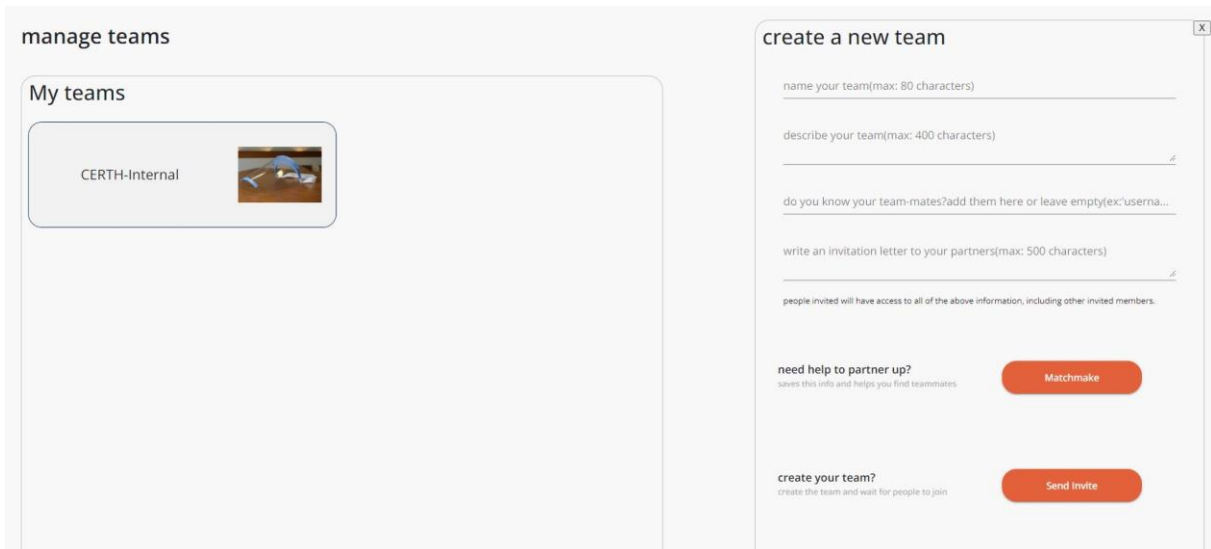 manage teams
My teams
CERTH-Internal
X
create a new team
name your team(max: 80 characters)
describe your team(max: 400 characters)
do you know your team-mates?add them here or leave empty(ex:'userna...
write an invitation letter to your partners(max: 500 characters)
people invited will have access to all of the above information, including other invited members.
need help to partner up?
saves this info and helps you find teammates
Matchmake
create your team?
create the team and wait for people to join
Send Invite